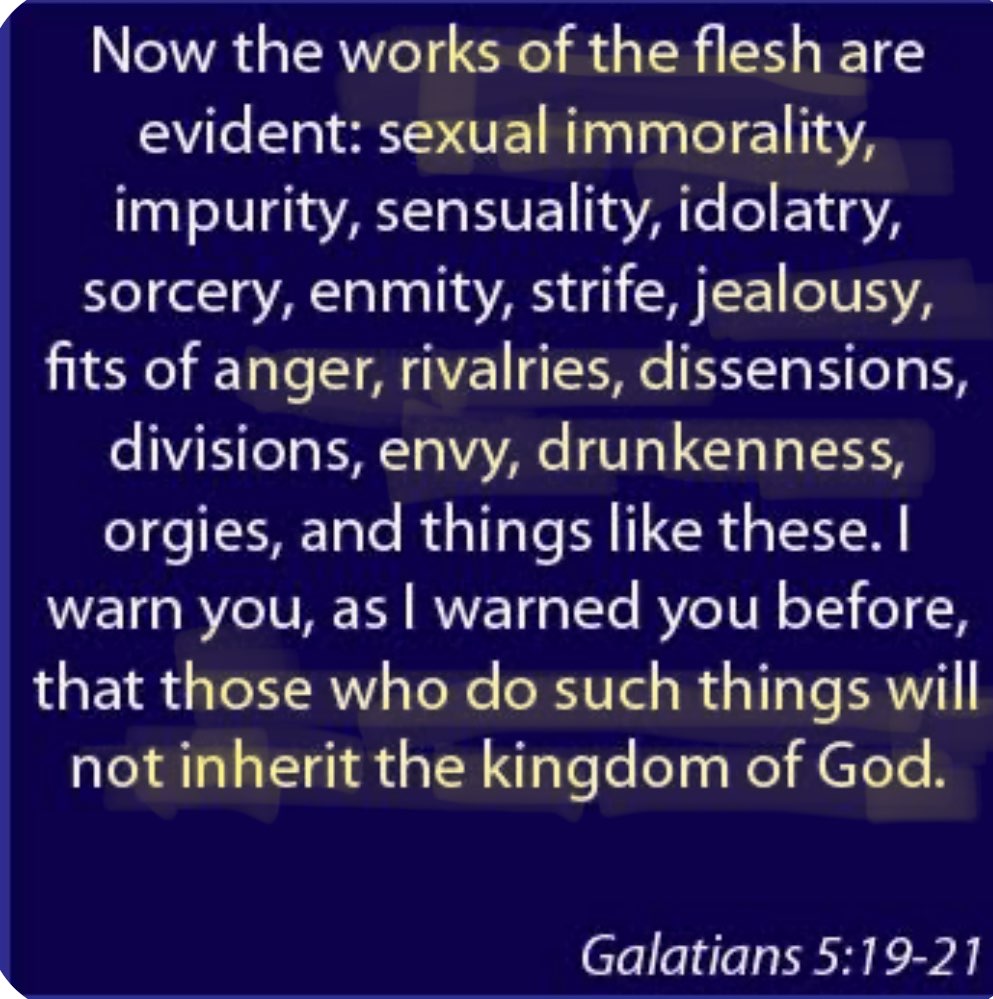 Now the works of the flesh are
evident: sexual immorality,
impurity, sensuality, idolatry,
sorcery, enmity, strife, jealousy,
fits of anger, rivalries, dissensions,
divisions, envy, drunkenness,
orgies, and things like these. I
warn you, as I warned you before,
that those who do such things will
not inherit the kingdom of God.
Galatians 5:19-21